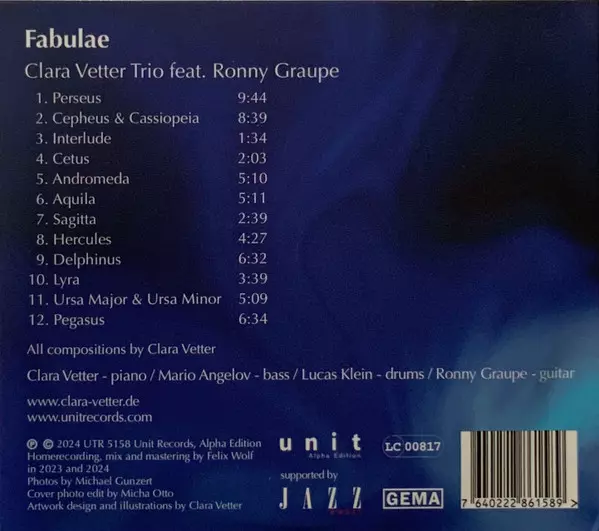 Fabulae
Clara Vetter Trio feat. Ronny Graupe
1. Perseus 9:44
2. Cepheus & Cassiopeia 8:39
3. Interlude 1:34
4. Cetus 2:03
5. Andromeda 5:10
6. Aquila 5:11
7. Sagitta 2:39
8. Hercules 4:27
9. Delphinus 6:32
10. Lyra 3:39
11. Ursa Major & Ursa Minor 5:09
12. Pegasus 6:34
All compositions by Clara Vetter
Clara Vetter - piano / Mario Angelov - bass / Lucas Klein - drums / Ronny Graupe - guitar
www.clara-vetter.de
www.unitrecords.com
℗ © 2024 UTR 5158 Unit Records, Alpha Edition
Homerecording, mix and mastering by Felix Wolf
in 2023 and 2024
Photos by Michael Gunzert
Cover photo edit by Micha Otto
Artwork design and illustrations by Clara Vetter
unit
Alpha Edition
LC 00817
supported by
JAZZ
GEMA
7 640222 861589 >